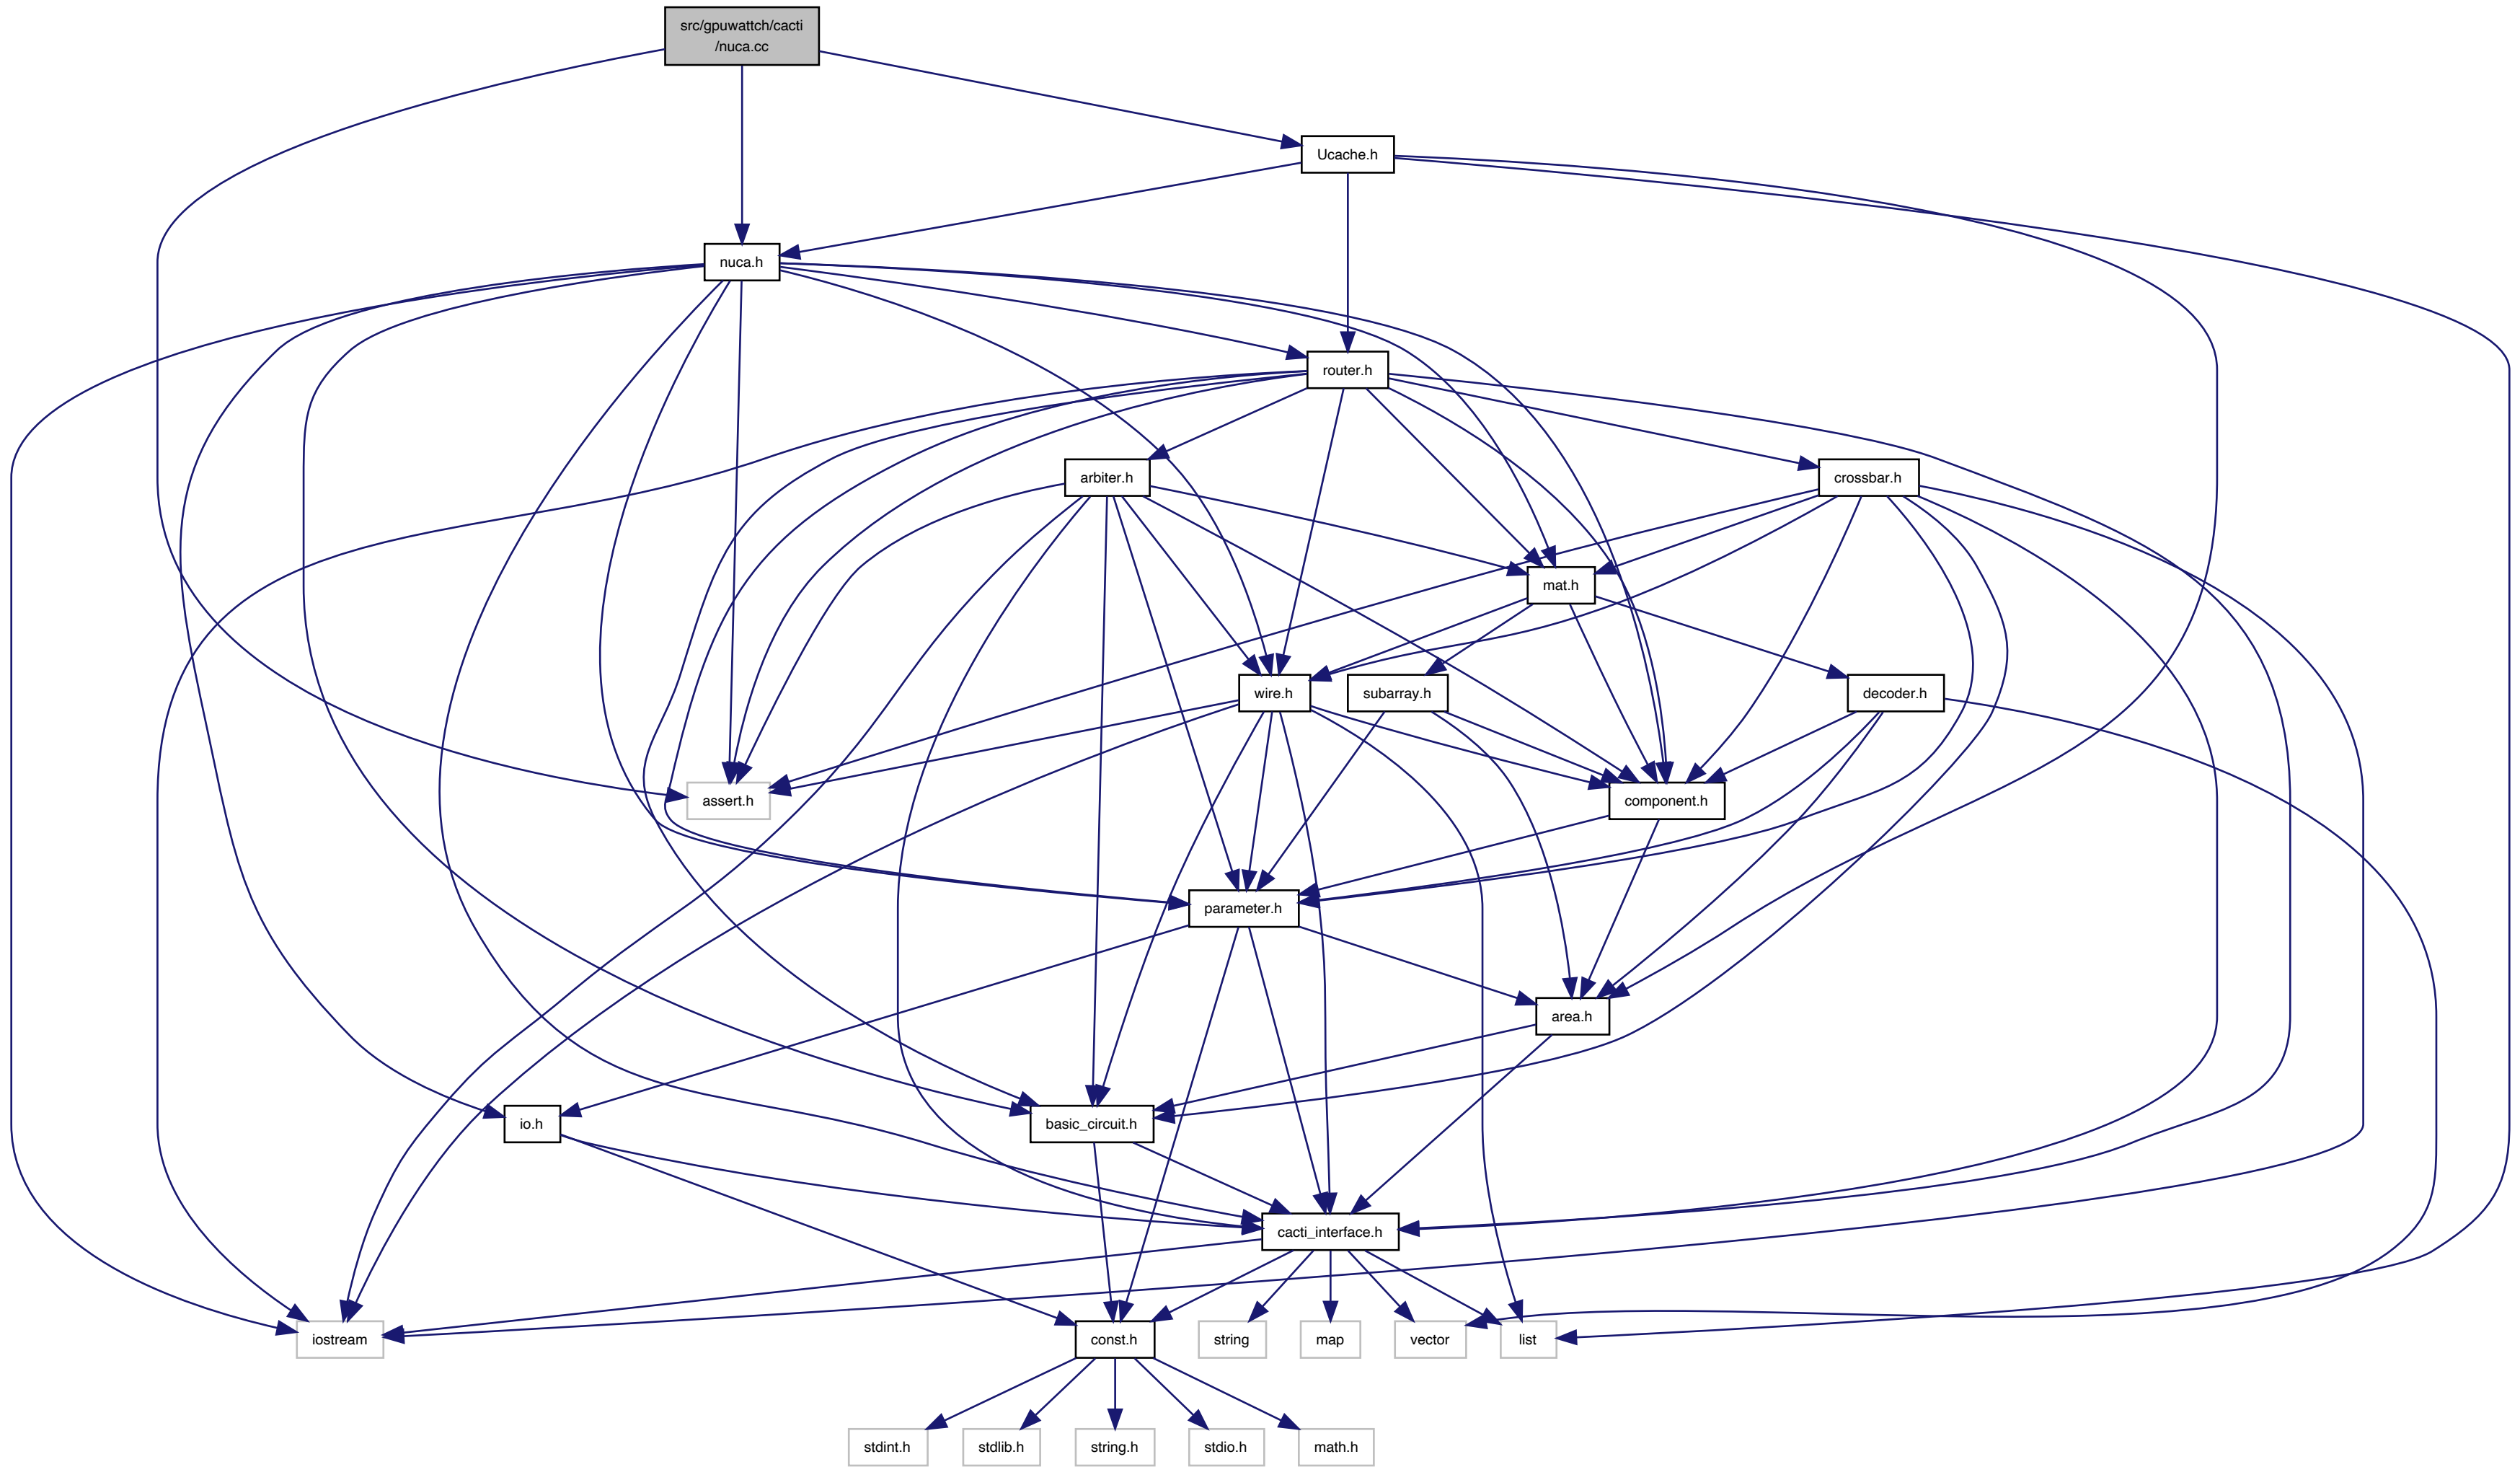 src/gpuwattch/cacti
/nuca.cc
Ucache.h
nuca.h
router.h
arbiter.h
crossbar.h
mat.h
wire.h
subarray.h
decoder.h
assert.h
component.h
parameter.h
area.h
io.h
basic_circuit.h
cacti_interface.h
iostream
const.h
string
map
vector
list
stdint.h
stdlib.h
string.h
stdio.h
math.h